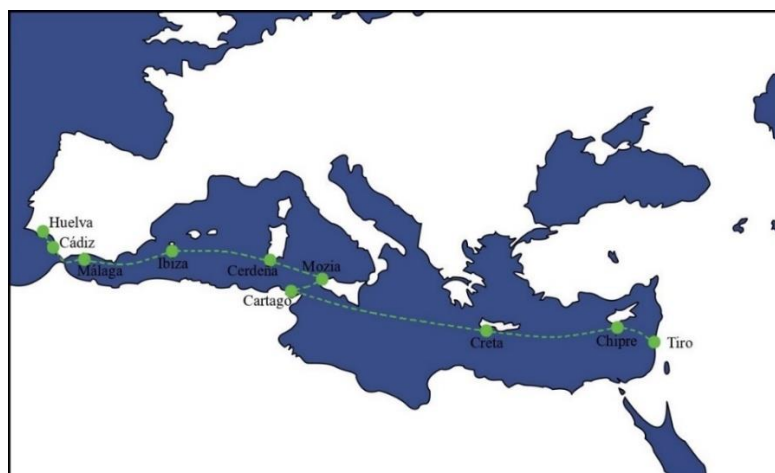 Huelva
Cádiz
Málaga
Ibiza
Cerdeña
Mozia
Cartago
Creta
Chipre
Tiro